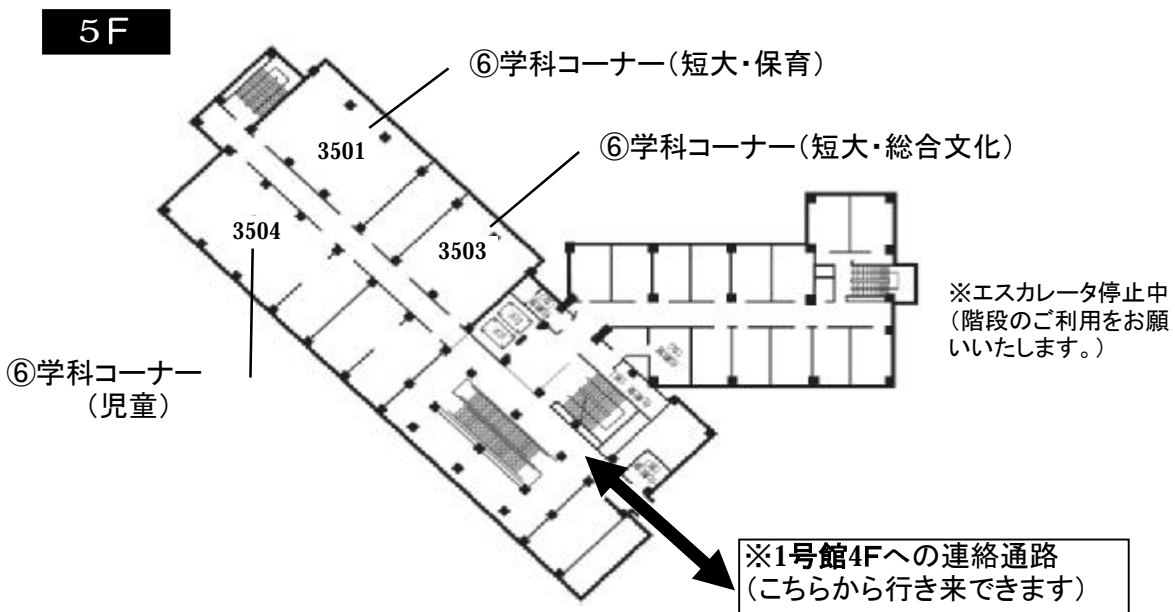 5F
⑥学科コーナー（短大・保育）
⑥学科コーナー（短大・総合文化）
3501
3504
3503
※エスカレータ停止中
（階段のご利用をお願
いいたします。）
⑥学科コーナー
（児童）
※1号館4Fへの連絡通路
（こちらから行き来できます）